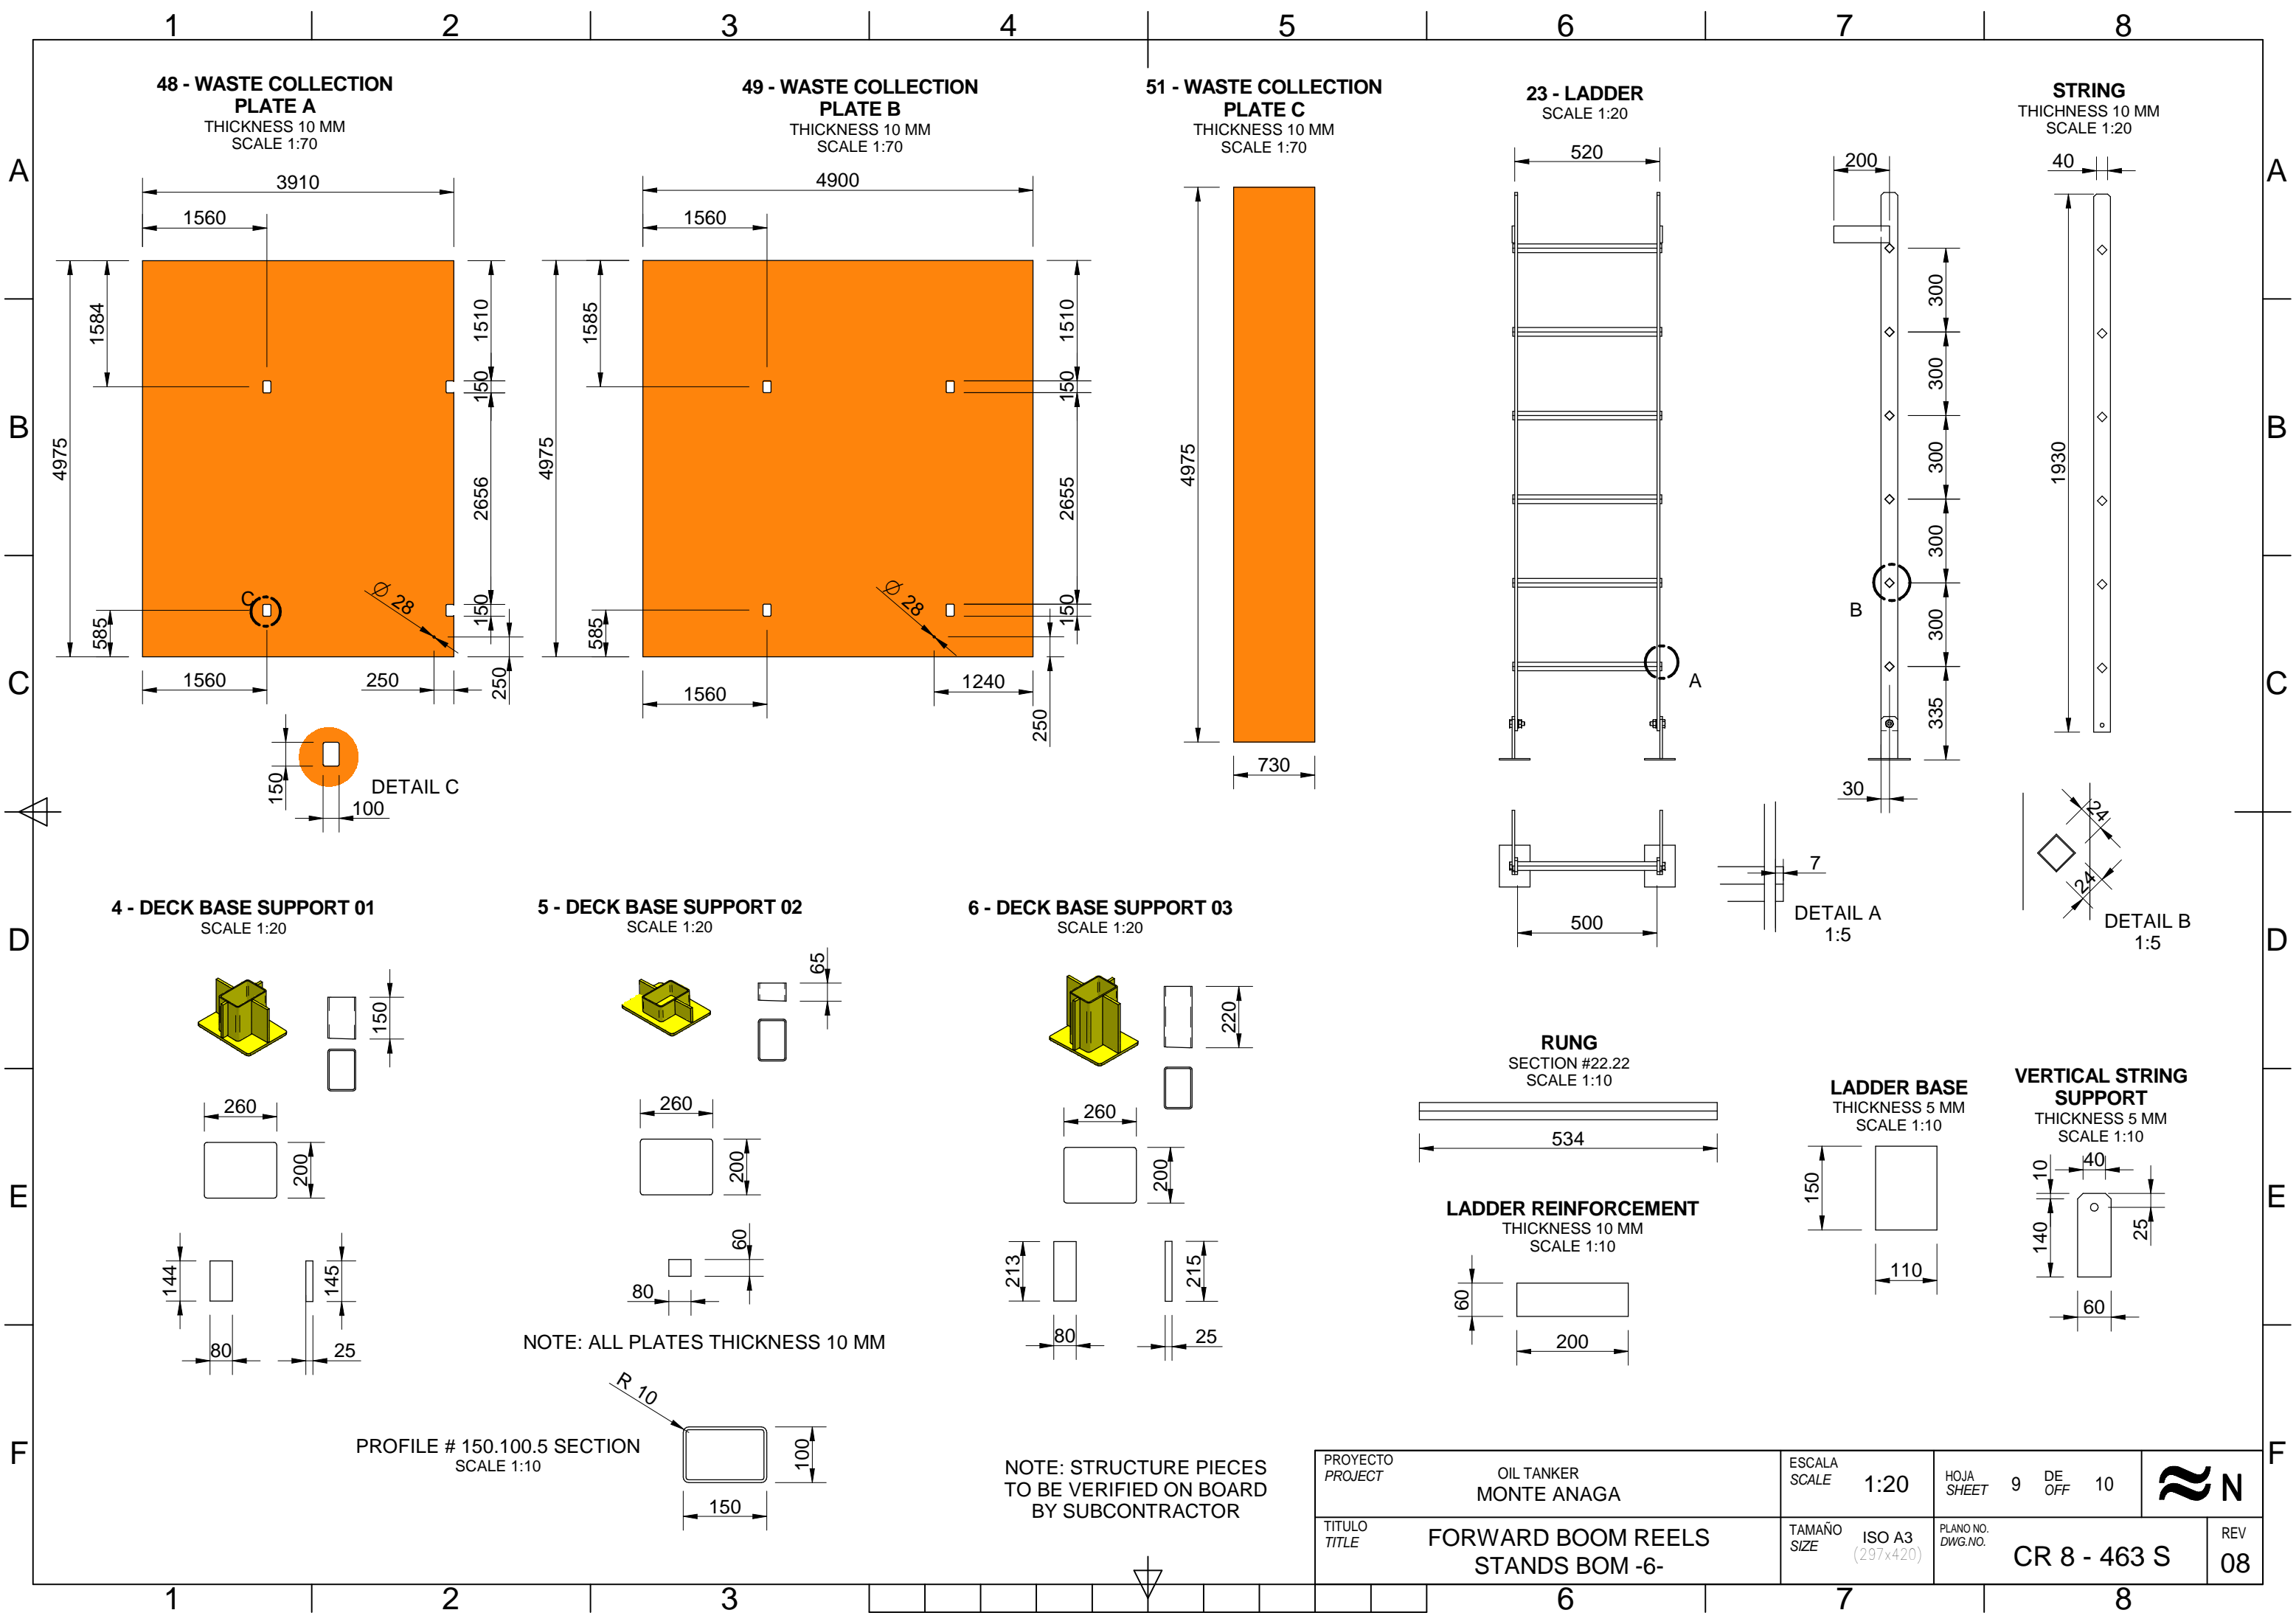 1 2 3 4 5 6 7 8
48 - WASTE COLLECTION
PLATE A
THICKNESS 10 MM
SCALE 1:70
3910
1560
1584
4975
585
1510
150
2656
150
250
1560
250
Ø 28
C
150
100
DETAIL C
49 - WASTE COLLECTION
PLATE B
THICKNESS 10 MM
SCALE 1:70
4900
1560
1585
4975
585
1510
150
2655
150
250
1560
1240
Ø 28
51 - WASTE COLLECTION
PLATE C
THICKNESS 10 MM
SCALE 1:70
4975
730
23 - LADDER
SCALE 1:20
520
A
200
300
300
300
300
300
335
B
30
500
7
DETAIL A
1:5
STRING
THICHNESS 10 MM
SCALE 1:20
40
1930
24
24
DETAIL B
1:5
4 - DECK BASE SUPPORT 01
SCALE 1:20
150
260
200
144
145
80
25
5 - DECK BASE SUPPORT 02
SCALE 1:20
65
260
200
60
80
6 - DECK BASE SUPPORT 03
SCALE 1:20
220
260
200
213
215
80
25
NOTE: ALL PLATES THICKNESS 10 MM
R 10
PROFILE # 150.100.5 SECTION
SCALE 1:10
100
150
RUNG
SECTION #22.22
SCALE 1:10
534
LADDER REINFORCEMENT
THICKNESS 10 MM
SCALE 1:10
60
200
LADDER BASE
THICKNESS 5 MM
SCALE 1:10
150
110
VERTICAL STRING
SUPPORT
THICKNESS 5 MM
SCALE 1:10
10
40
140
25
60
NOTE: STRUCTURE PIECES
TO BE VERIFIED ON BOARD
BY SUBCONTRACTOR
PROYECTO
PROJECT
OIL TANKER
MONTE ANAGA
ESCALA
SCALE
1:20
HOJA
SHEET
9
DE
OFF
10
N
TITULO
TITLE
FORWARD BOOM REELS
STANDS BOM -6-
TAMAÑO
SIZE
ISO A3
(297x420)
PLANO NO.
DWG.NO.
CR 8 - 463 S
REV
08
A A
B B
C C
D D
E E
F F
1 2 3 6 7 8